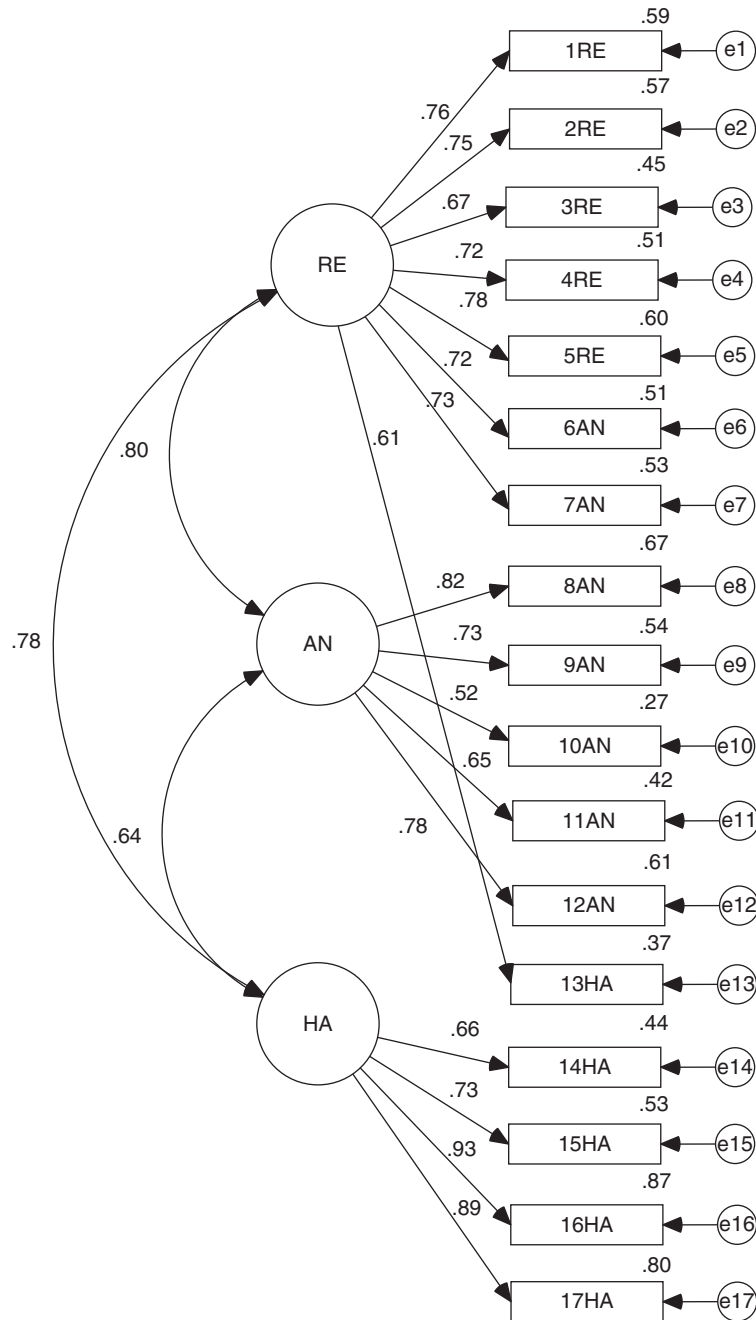 .59
1RE e1
.57
.76
2RE e2
.75
.45
.67
3RE e3
.51
RE
.72
4RE e4
.78
.60
5RE e5
.72
.51
.73
6AN e6
.61
.80
.53
7AN e7
.67
.82
8AN e8
.54
.73
AN
9AN e9
.78
.52
.27
10AN e10
.65
.42
.78
11AN e11
.64
.61
12AN e12
.37
13HA e13
.44
HA
.66
14HA e14
.73
.53
15HA e15
.93
.87
.89
16HA e16
.80
17HA e17